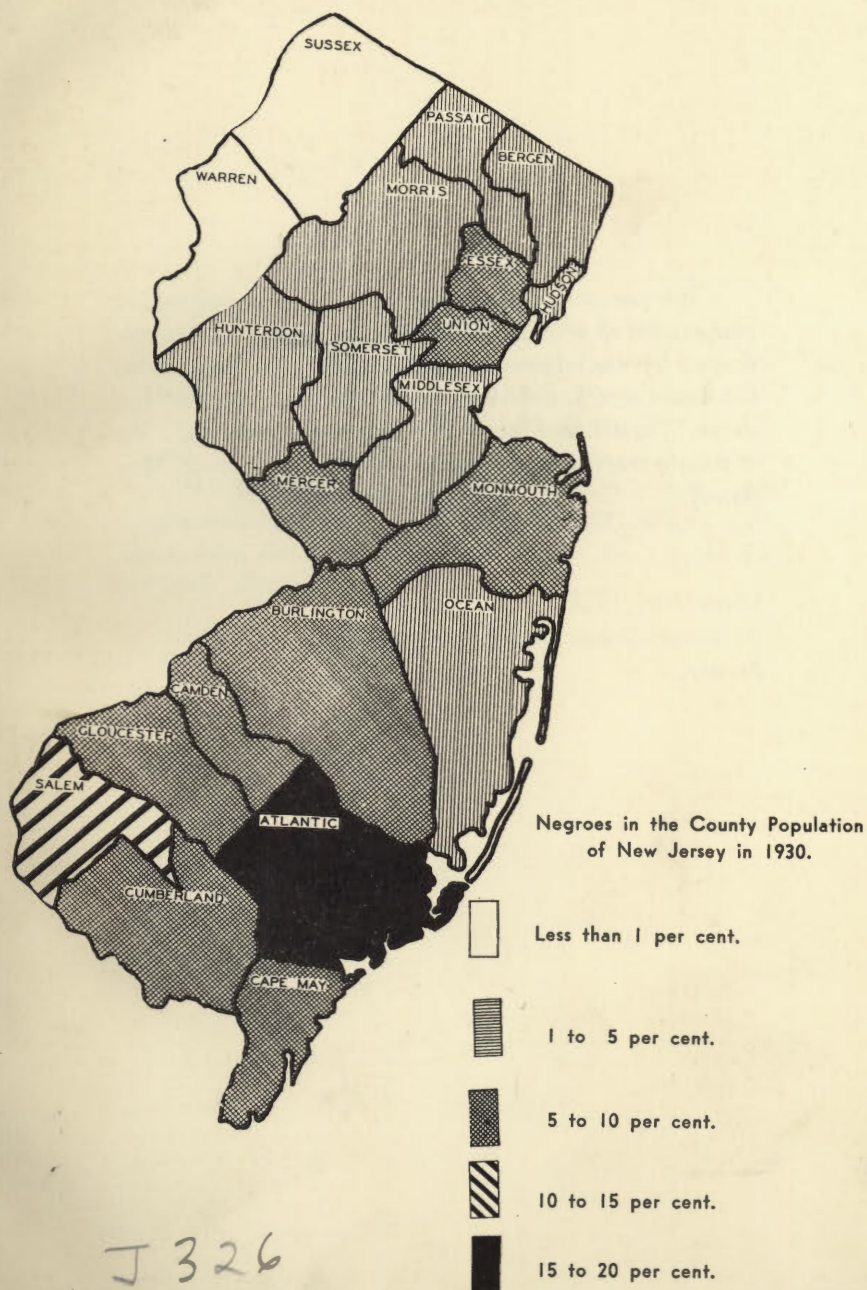 SUSSEX
PASSAIC
BERGEN
WARREN
MORRIS
ESSEX
HUDSON
UNION
HUNTERDON
SOMERSET
MIDDLESEX
MERCER
MONMOUTH
OCEAN
BURLINGTON
CAMDEN
GLOUCESTER
SALEM
ATLANTIC
CUMBERLAND
CAPE MAY
Negroes in the County Population
of New Jersey in 1930.
Less than 1 per cent.
1 to 5 per cent.
5 to 10 per cent.
10 to 15 per cent.
15 to 20 per cent.
J 326